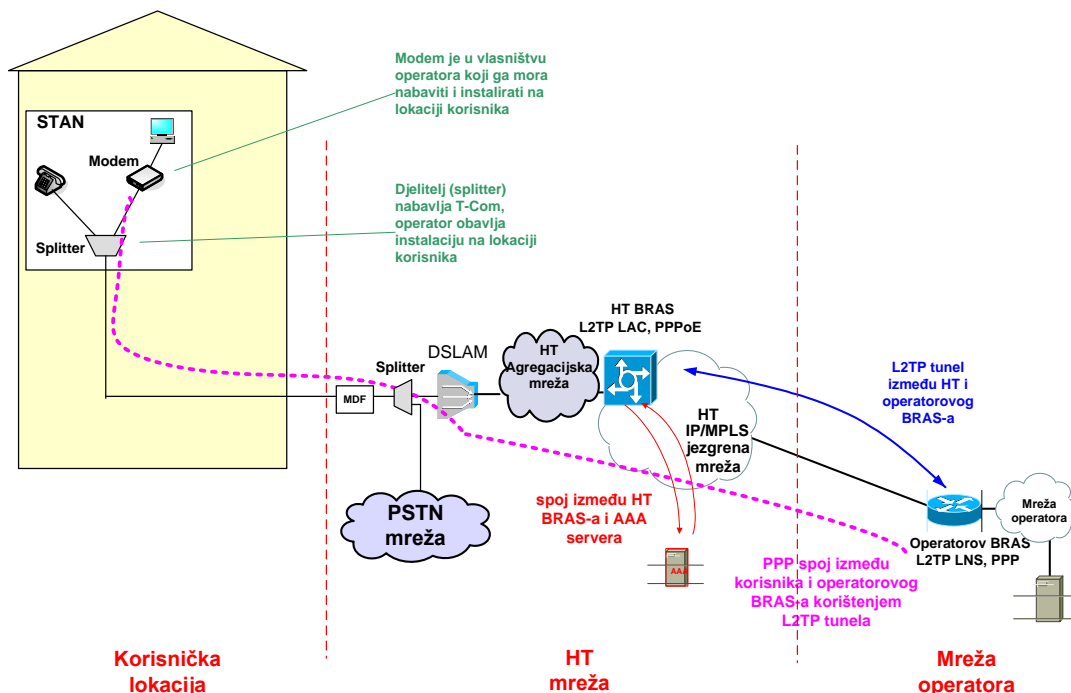 Modem je u vlasništvu
operatora koji ga mora
nabaviti i instalirati na
lokaciji korisnika
STAN
Modem
Djelitelj (splitter)
nabavlja T-Com,
operator obavlja
instalaciju na lokaciji
korisnika
Splitter
HT BRAS
L2TP LAC, PPPoE
Splitter
DSLAM
HT
Agregacijska
mreža
MDF
L2TP tunel
između HT i
operatorovog
BRAS-a
HT
IP/MPLS
jezgrena
mreža
PSTN
mreža
spoj između HT
BRAS-a i AAA
servera
AAA
Mreža
operatora
Operatorov BRAS
L2TP LNS, PPP
PPP spoj između
korisnika i operatorovog
BRAS-a korištenjem
L2TP tunela
Korisnička
lokacija
HT
mreža
Mreža
operatora